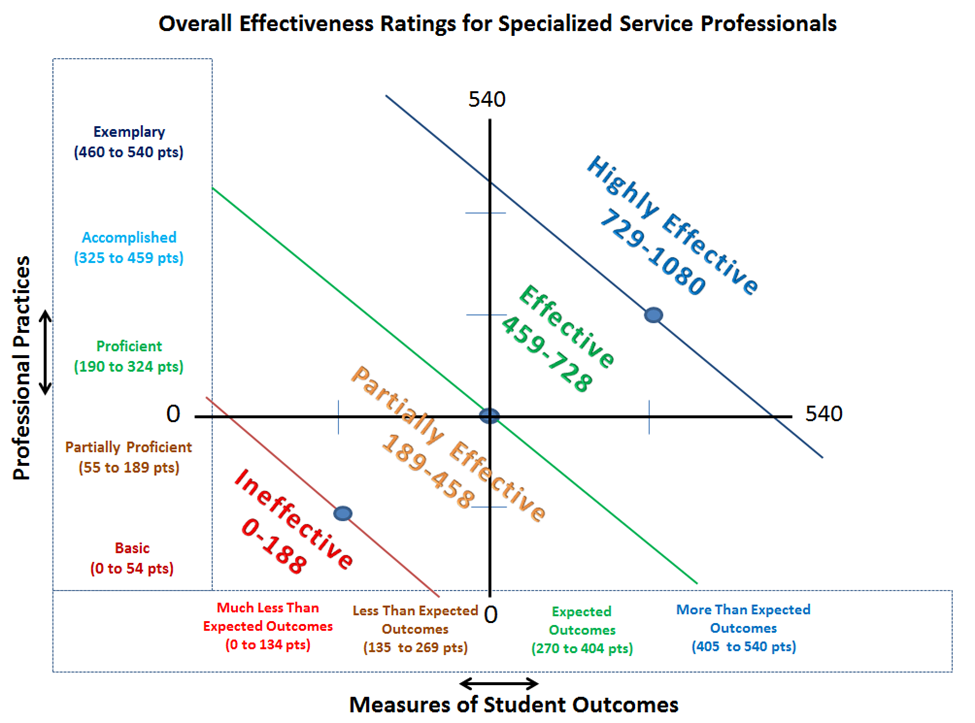 Overall Effectiveness Ratings for Specialized Service Professionals
540
Exemplary
(460 to 540 pts)
Highly Effective
729-1080
Accomplished
(325 to 459 pts)
Effective
459-728
Professional Practices
Proficient
(190 to 324 pts)
Partially Effective
189-458
0
540
Partially Proficient
(55 to 189 pts)
Ineffective
0-188
Basic
(0 to 54 pts)
0
Much Less Than
Expected Outcomes
(0 to 134 pts)
Less Than Expected
Outcomes
(135 to 269 pts)
Expected
Outcomes
(270 to 404 pts)
More Than Expected
Outcomes
(405 to 540 pts)
Measures of Student Outcomes